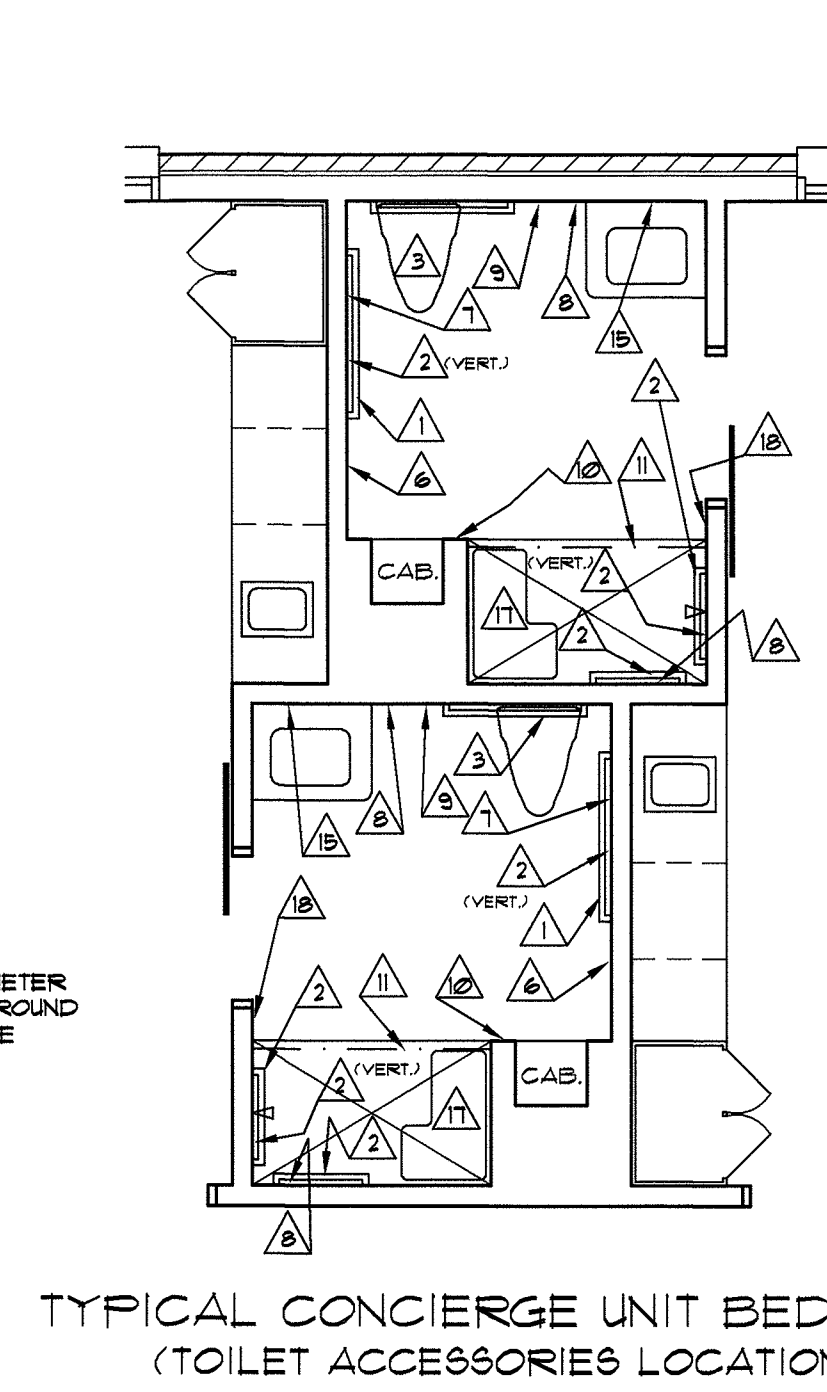 3
9
8
7
15
2 (VERT.)
2
1
18
10
11
6
(VERT.)
CAB.
2
17
2
8
3
9
8
7
15
2
18
(VERT.)
1
ETER
ROUND
E
2
11
10
6
(VERT.)
2
CAB.
17
2
8
TYPICAL CONCIERGE UNIT BED
(TOILET ACCESSORIES LOCATION